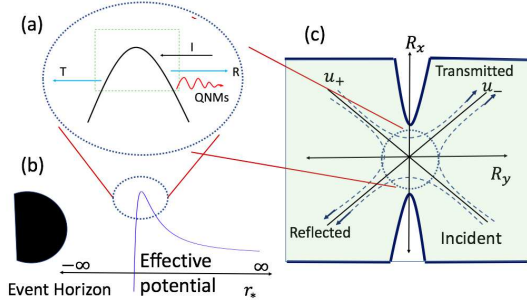 (a)
I
T
R
QNMs
(b)
−∞
Effective
potential
∞
Event Horizon
r*
(c)
Rx
Transmitted
u+
u−
Ry
Reflected
Incident